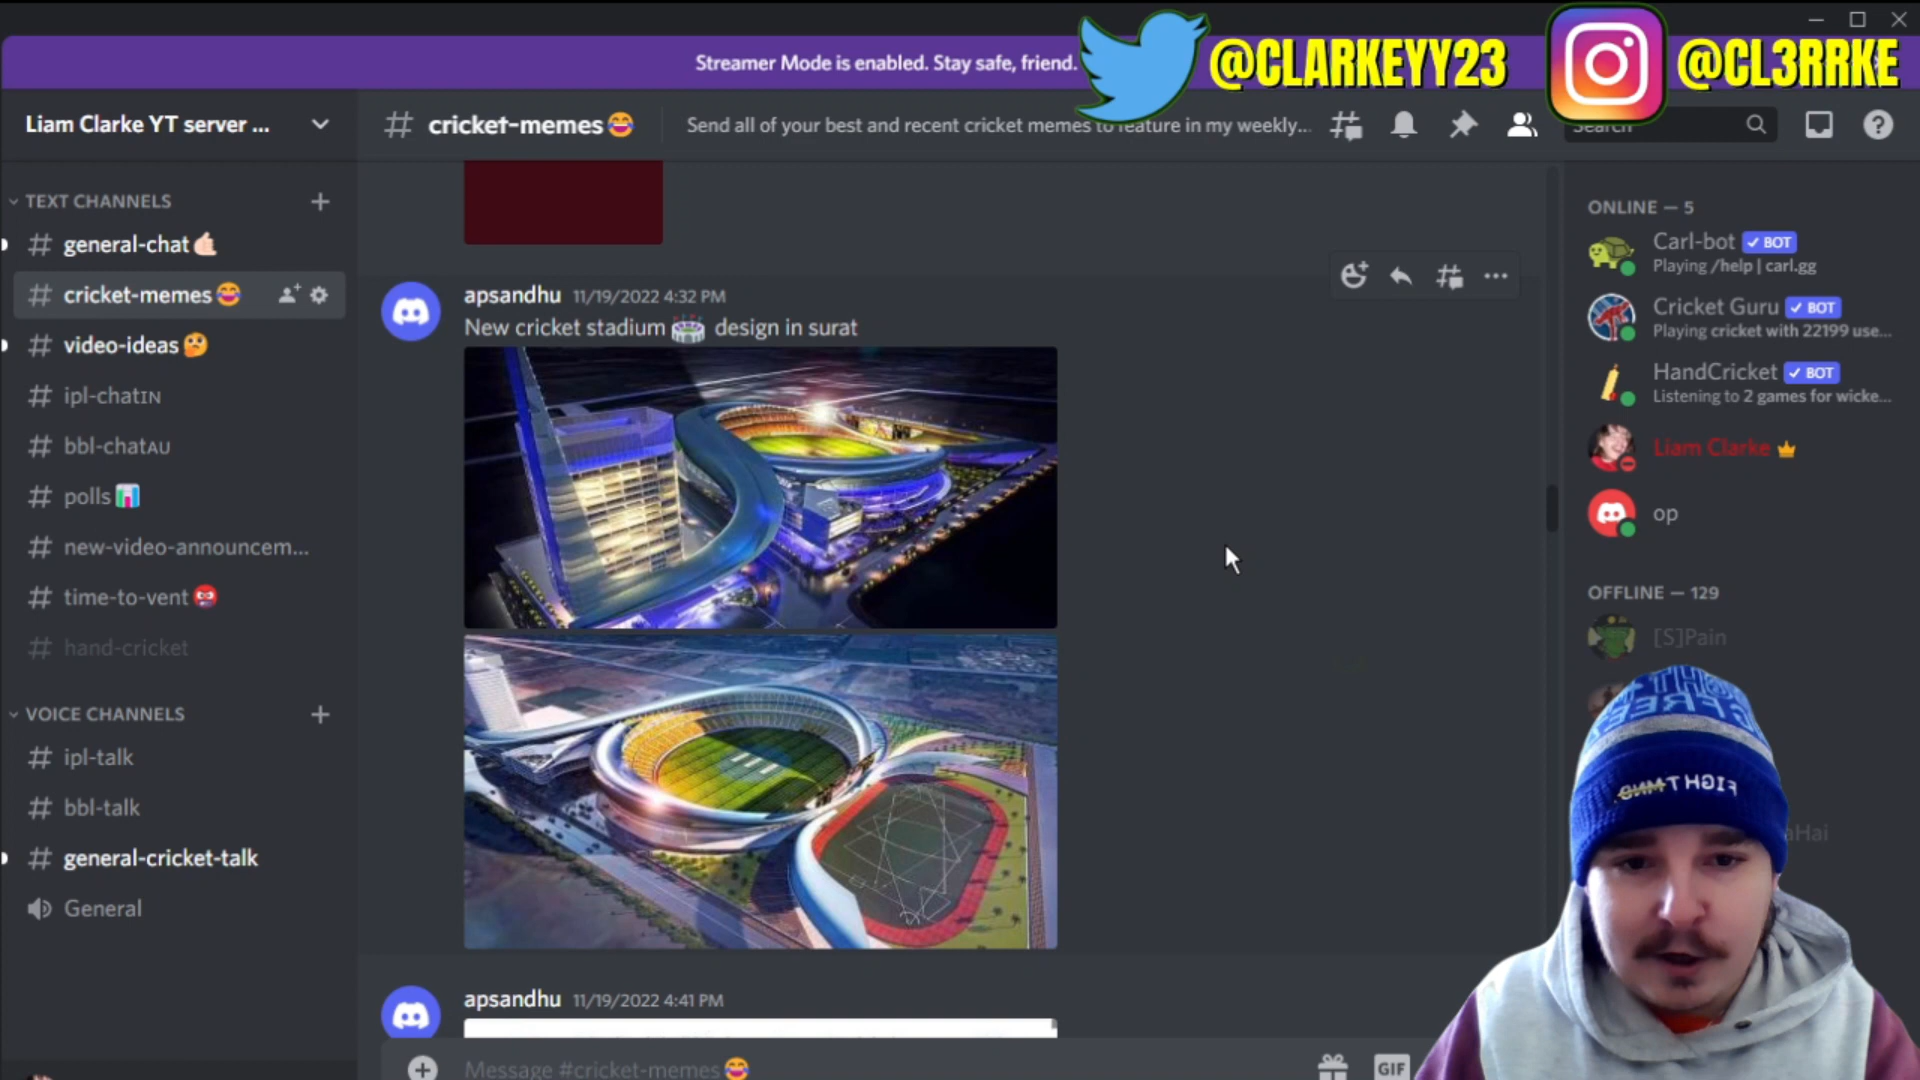 Streamer Mode is enabled. Stay safe, friend.
@CLARKEYY23
@CL3RRKE
Liam Clarke YT server ...
# cricket-memes😂
Send all of your best and recent cricket memes to feature in my weekly...
Search
TEXT CHANNELS
# general-chat🤙🏻
# cricket-memes😂
# video-ideas🤔
# ipl-chatIN
# bbl-chatAU
# polls📊
# new-video-announcem...
# time-to-vent😡
# hand-cricket
VOICE CHANNELS
# ipl-talk
# bbl-talk
# general-cricket-talk
General
apsandhu 11/19/2022 4:32 PM
New cricket stadium 🏟 design in surat
apsandhu 11/19/2022 4:41 PM
Message #cricket-memes😂
GIF
ONLINE — 5
Carl-bot ✓ BOT
Playing /help | carl.gg
Cricket Guru ✓ BOT
Playing cricket with 22199 use...
HandCricket ✓ BOT
Listening to 2 games for wicke...
Liam Clarke
op
OFFLINE — 129
[S]Pain
aHai
FIGHT MND